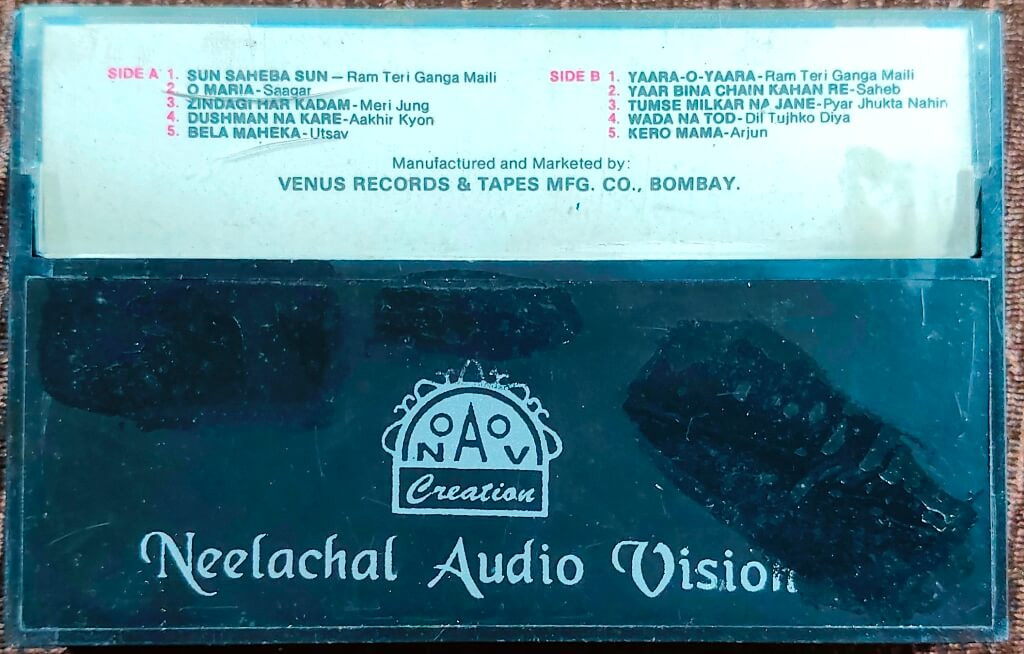 SIDE A 1. SUN SAHEBA SUN – Ram Teri Ganga Maili
2. O MARIA-Saagar
3. ZINDAGI HAR KADAM-Meri Jung
4. DUSHMAN NA KARE-Aakhir Kyon
5. BELA MAHEKA-Utsav
SIDE B 1. YAARA-O-YAARA-Ram Teri Ganga Maili
2. YAAR BINA CHAIN KAHAN RE-Saheb
3. TUMSE MILKAR NA JANE-Pyar Jhukta Nahin
4. WADA NA TOD-Dil Tujhko Diya
5. KERO MAMA-Arjun
Manufactured and Marketed by:
VENUS RECORDS & TAPES MFG. CO., BOMBAY.
NAV
Creation
Neelachal Audio Vision